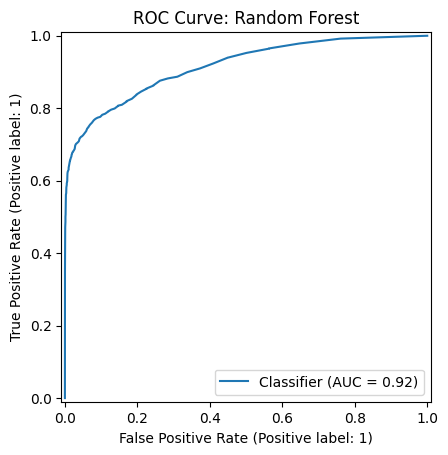 ROC Curve: Random Forest
1.0
0.8
0.6
0.4
0.2
0.0
True Positive Rate (Positive label: 1)
Classifier (AUC = 0.92)
0.0 0.2 0.4 0.6 0.8 1.0
False Positive Rate (Positive label: 1)